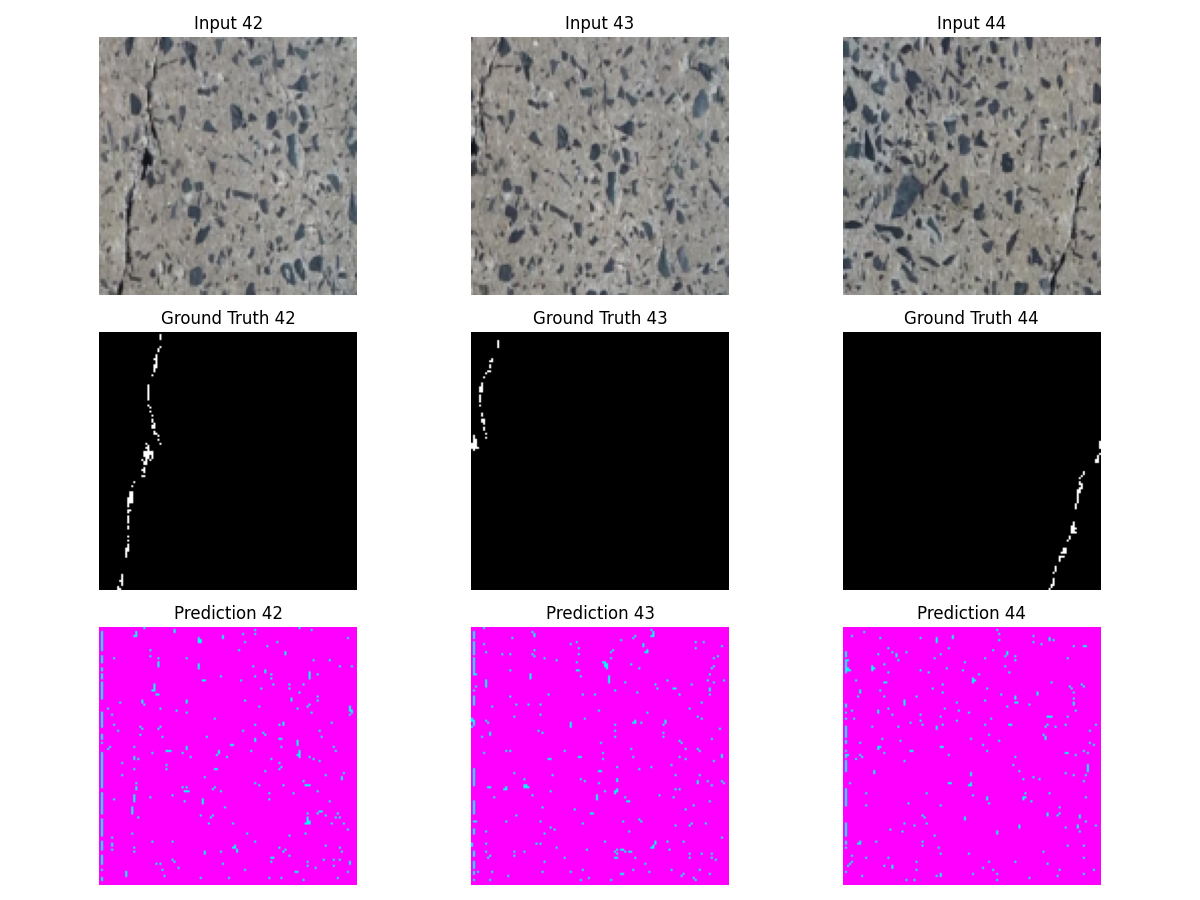 Input 42
Input 43
Input 44
Ground Truth 42
Ground Truth 43
Ground Truth 44
Prediction 42
Prediction 43
Prediction 44